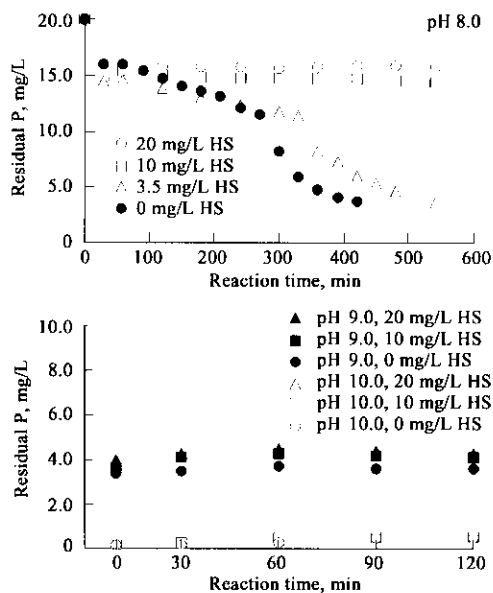 pH 8.0
20.0
15.0
10.0
5.0
0
Residual P, mg/L
20 mg/L HS
10 mg/L HS
3.5 mg/L HS
0 mg/L HS
0 100 200 300 400 500 600
Reaction time, min
10.0
8.0
6.0
4.0
2.0
0
Residual P, mg/L
pH 9.0, 20 mg/L HS
pH 9.0, 10 mg/L HS
pH 9.0, 0 mg/L HS
pH 10.0, 20 mg/L HS
pH 10.0, 10 mg/L HS
pH 10.0, 0 mg/L HS
0 30 60 90 120
Reaction time, min